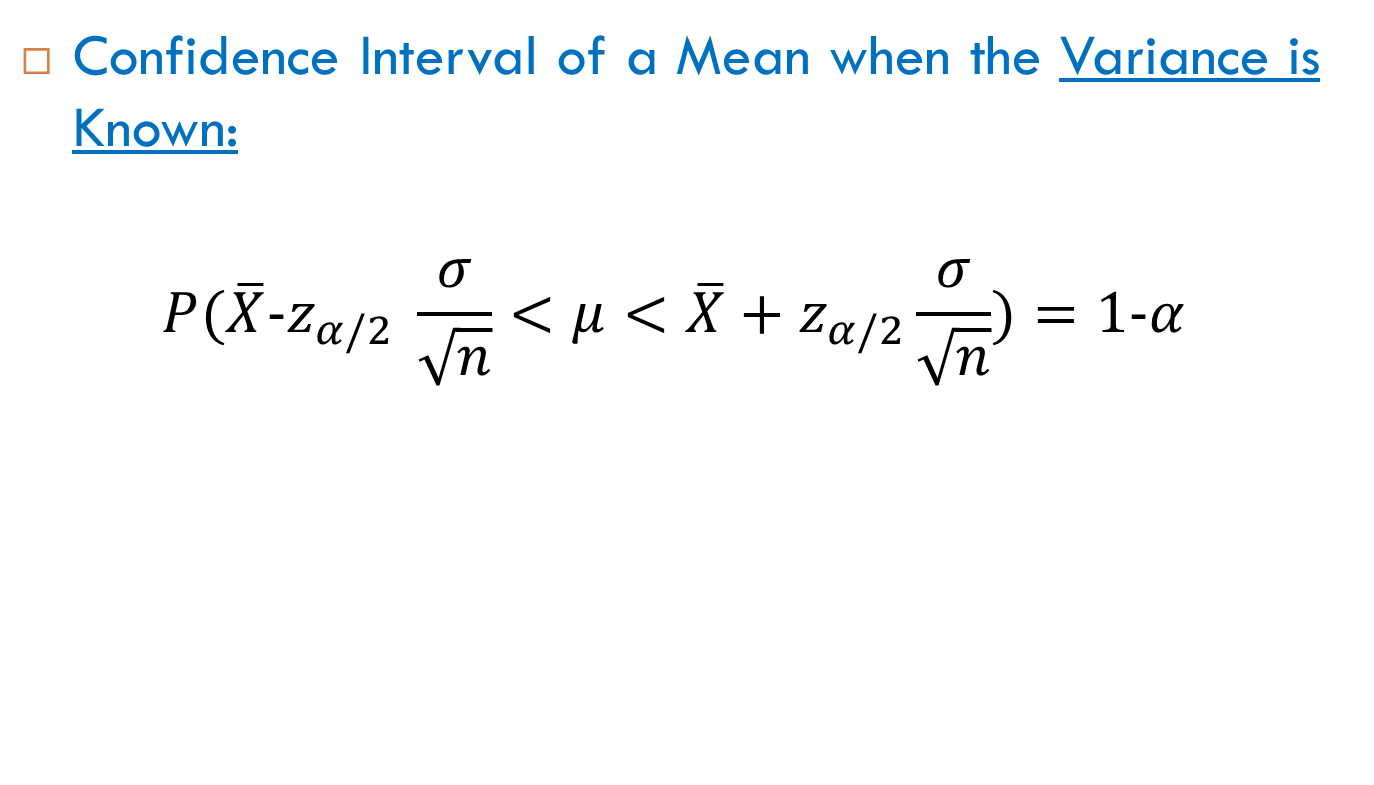 Confidence Interval of a Mean when the Variance is
Known:
P(X̄-z_{α/2} σ/√n < μ < X̄ + z_{α/2} σ/√n) = 1-α